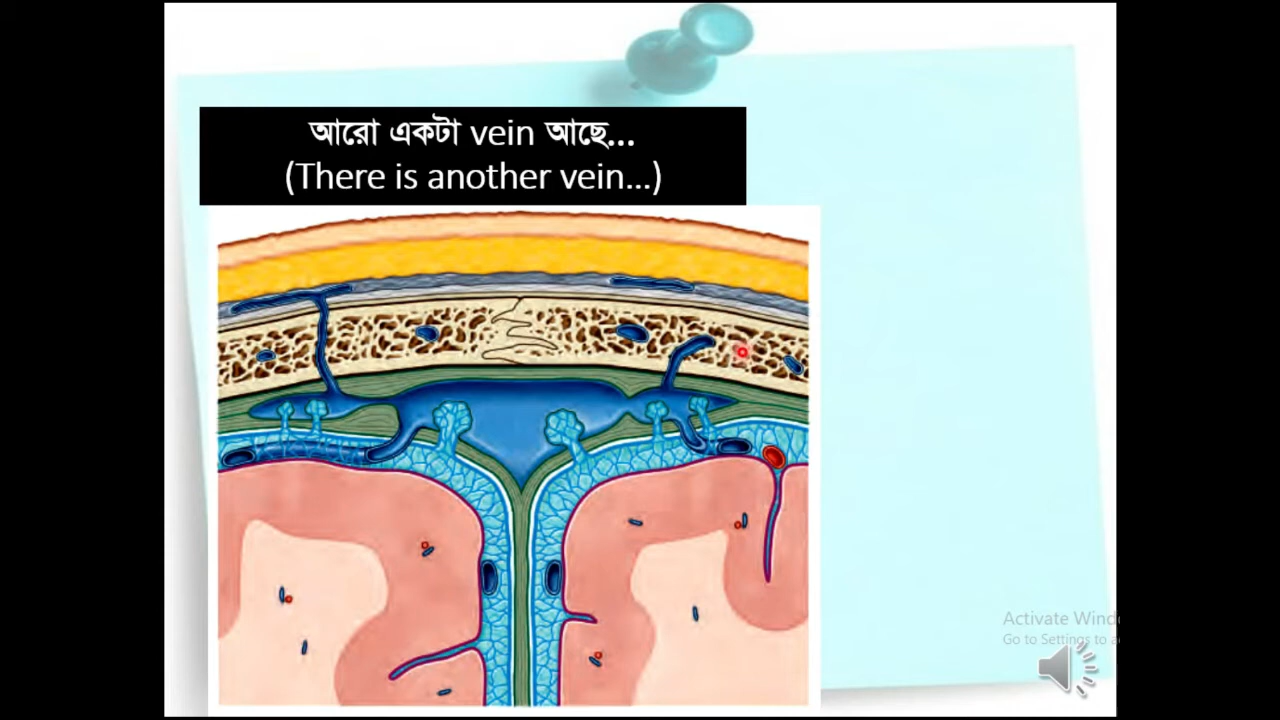 আরো একটা vein আছে...
(There is another vein...)
Activate Wind
Go to Settings to a